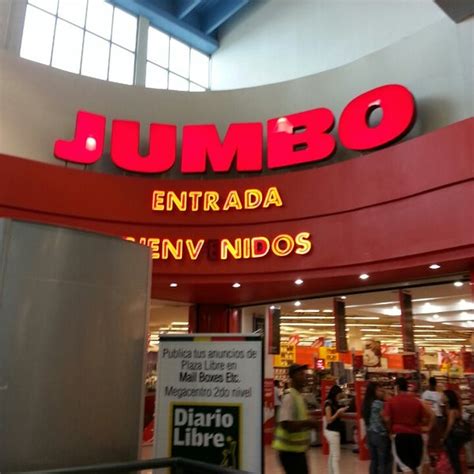 JUMBO
ENTRADA
BIENVENIDOS
Publica tus anuncios de
Plaza Libre en
Mail Boxes Etc.
Megacentro 2do nivel
Diario
Libre